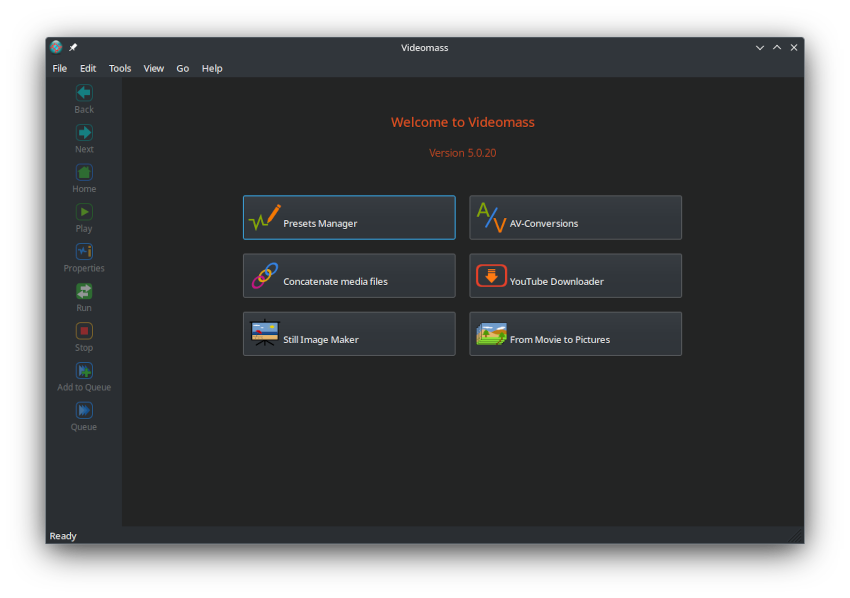 Videomass
File Edit Tools View Go Help
Back
Next
Home
Play
Properties
Run
Stop
Add to Queue
Queue
Welcome to Videomass
Version 5.0.20
Presets Manager
AV-Conversions
Concatenate media files
YouTube Downloader
Still Image Maker
From Movie to Pictures
Ready